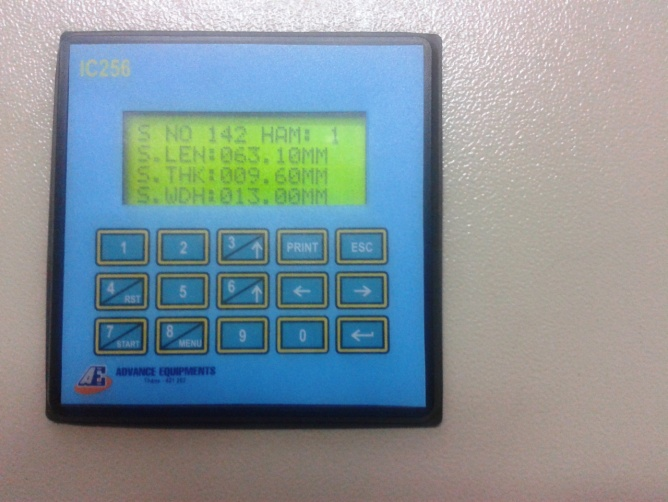 IC256
S.NO 142 HAM: 1
S.LEN:063.10MM
S.THK:009.60MM
S.WDH:013.00MM
1 2 3 ↑ PRINT ESC
4 RST 5 6 ↑ ← →
7 START 8 MENU 9 0 ↵
AE ADVANCE EQUIPMENTS